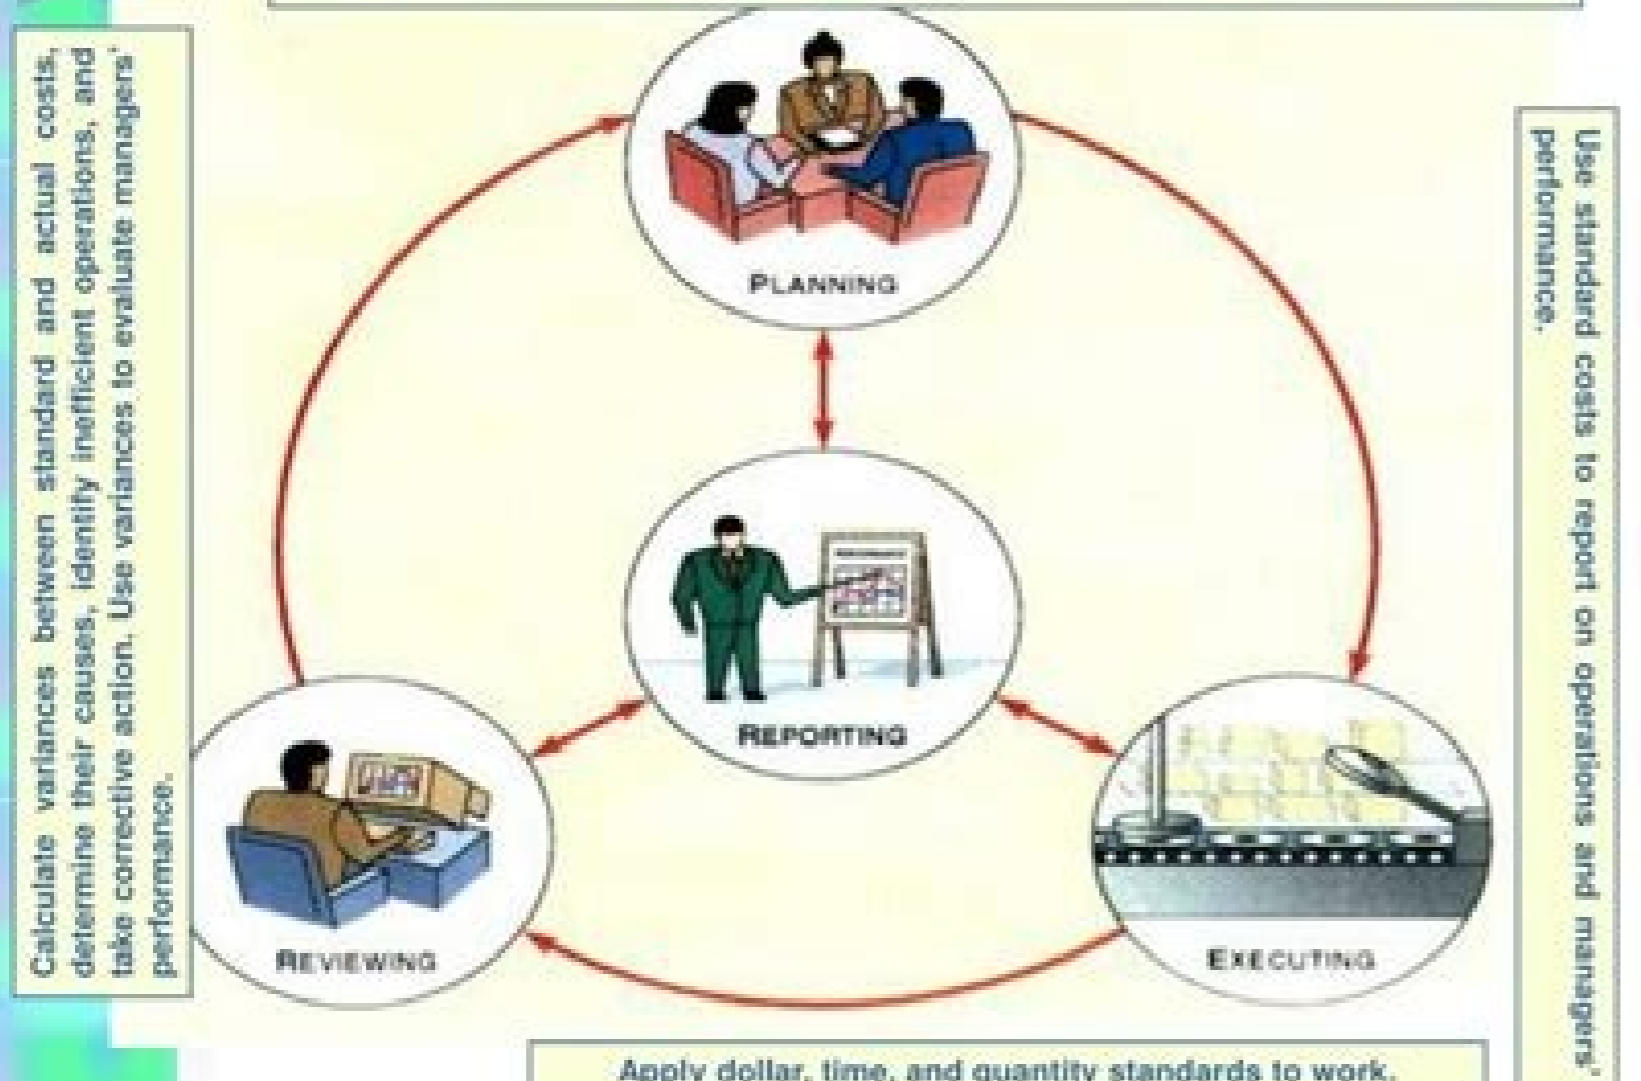 Calculate variances between standard and actual costs,
determine their causes, identify inefficient operations, and
take corrective action. Use variances to evaluate managers'
performance.
PLANNING
Use standard costs to report on operations and managers'
performance.
REPORTING
REVIEWING
EXECUTING
Apply dollar, time, and quantity standards to work.